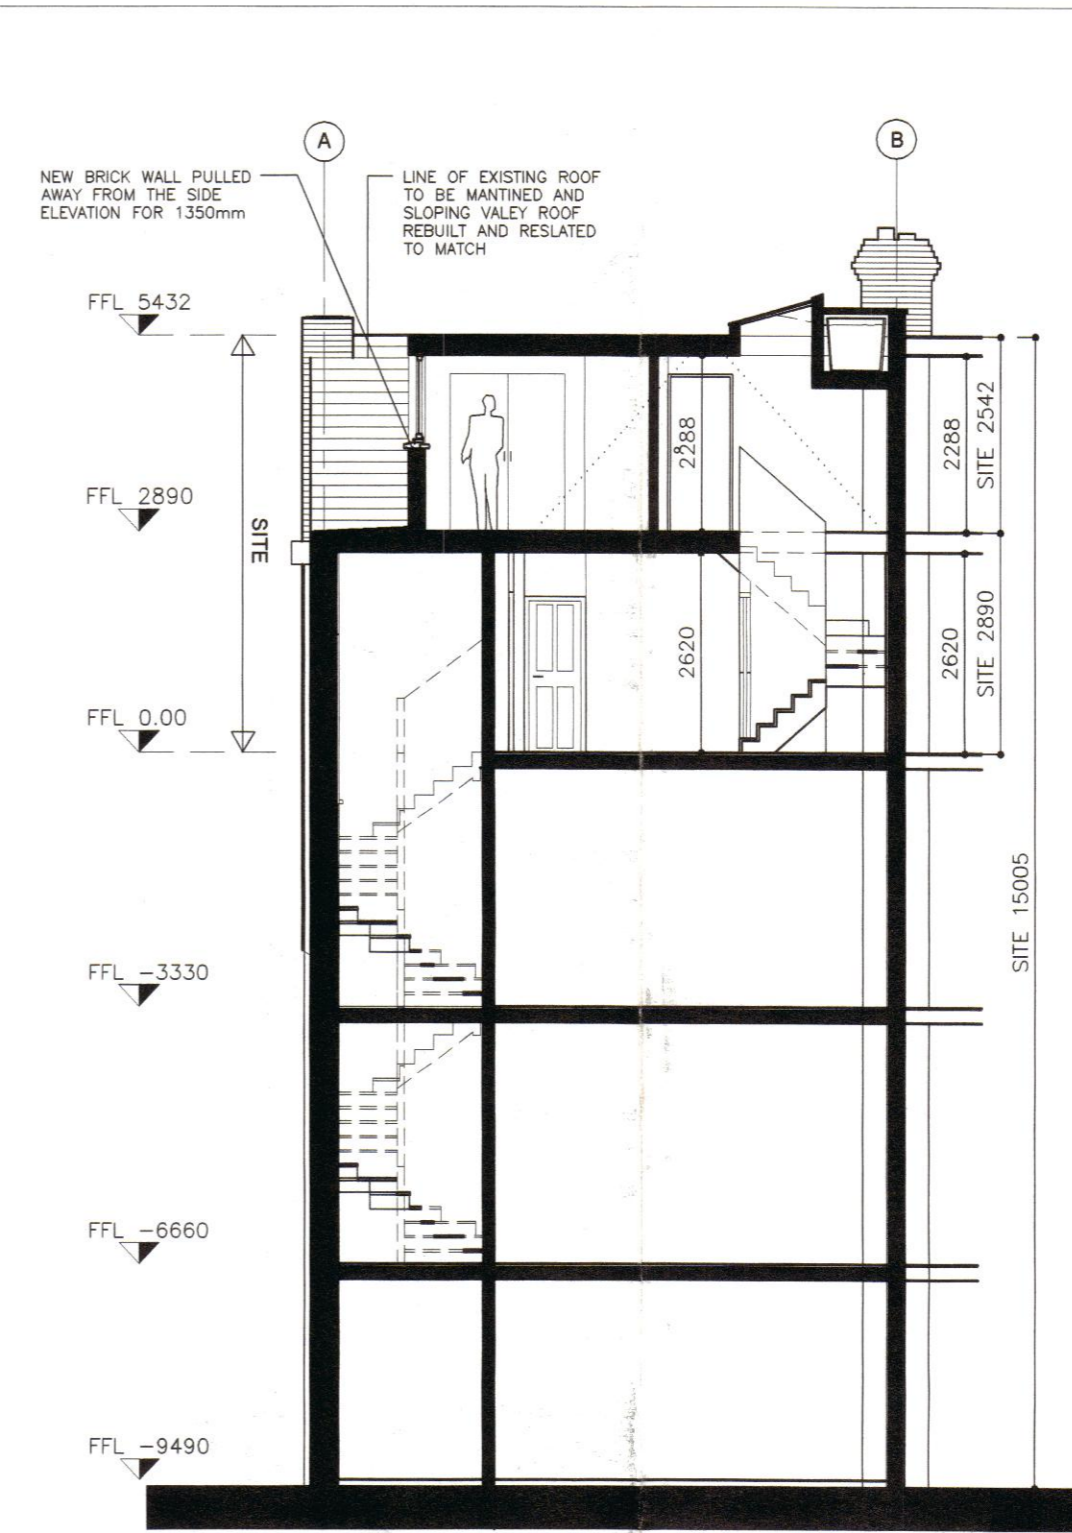 A
B
NEW BRICK WALL PULLED
AWAY FROM THE SIDE
ELEVATION FOR 1350mm
LINE OF EXISTING ROOF
TO BE MANTINED AND
SLOPING VALEY ROOF
REBUILT AND RESLATED
TO MATCH
FFL 5432
2288
2288
SITE 2542
FFL 2890
SITE
2620
2620
SITE 2890
FFL 0.00
SITE 15005
FFL -3330
FFL -6660
FFL -9490